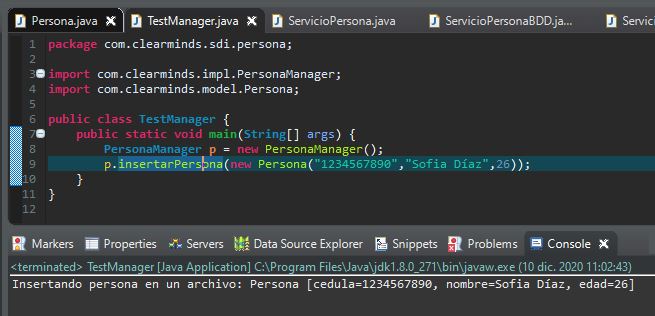 Persona.java
TestManager.java
ServicioPersona.java
ServicioPersonaBDD.ja...
Servic
1 package com.clearminds.sdi.persona;
2
3 import com.clearminds.impl.PersonaManager;
4 import com.clearminds.model.Persona;
5
6 public class TestManager {
7 public static void main(String[] args) {
8 PersonaManager p = new PersonaManager();
9 p.insertarPersona(new Persona("1234567890","Sofia Díaz",26));
10 }
11 }
12
Markers Properties Servers Data Source Explorer Snippets Problems Console
<terminated> TestManager [Java Application] C:\Program Files\Java\jdk1.8.0_271\bin\javaw.exe (10 dic. 2020 11:02:43)
Insertando persona en un archivo: Persona [cedula=1234567890, nombre=Sofia Díaz, edad=26]